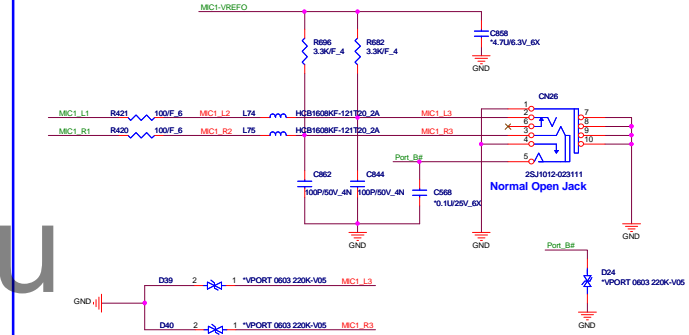 MIC1-VREFO
R696
3.3K/F_4
R682
3.3K/F_4
C858
*4.7U/6.3V_6X
GND
CN26
MIC1_L1 R421 100/F_6 MIC1_L2 L74 HCB1608KF-121T20_2A MIC1_L3
MIC1_R1 R420 100/F_6 MIC1_R2 L75 HCB1608KF-121T20_2A MIC1_R3
1
2
6
3
4
5
7
8
9
10
Port_B#
2SJ1012-023111
Normal Open Jack
C862
100P/50V_4N
C844
100P/50V_4N
C568
*0.1U/25V_6X
GND
GND
GND
Port_B#
D24
*VPORT 0603 220K-V05
GND
GND
D39 2 1 *VPORT 0603 220K-V05 MIC1_L3
D40 2 1 *VPORT 0603 220K-V05 MIC1_R3
u